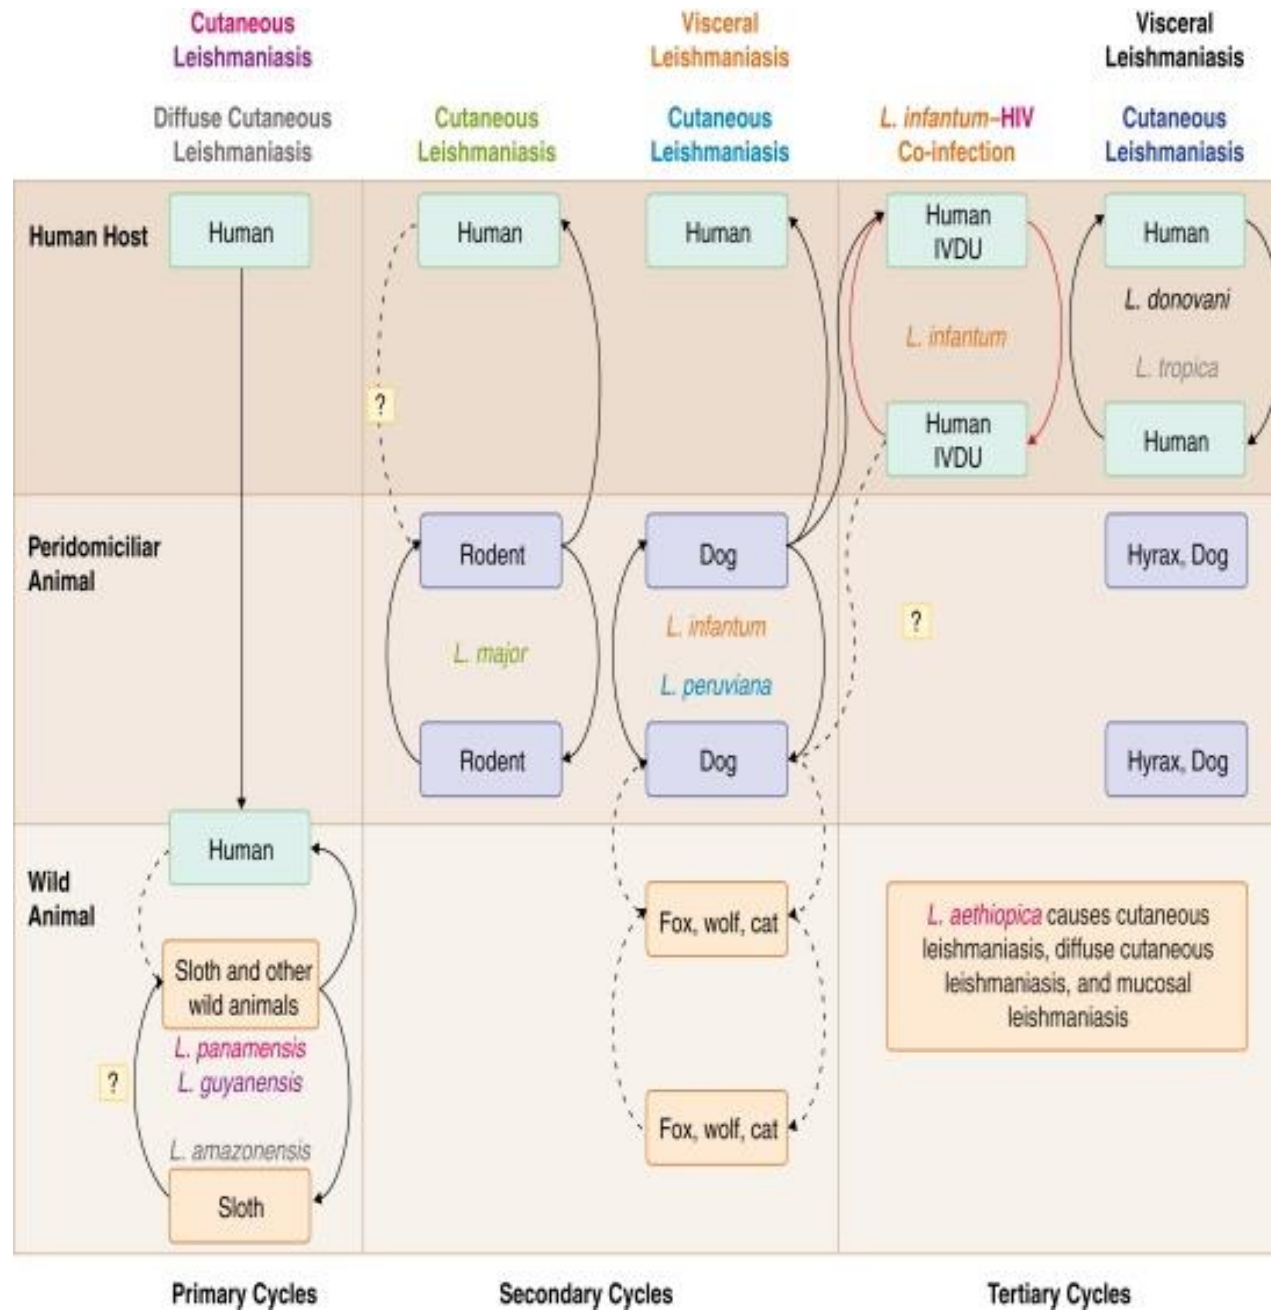 Cutaneous
Leishmaniasis
Visceral
Leishmaniasis
Visceral
Leishmaniasis
Diffuse Cutaneous
Leishmaniasis
Cutaneous
Leishmaniasis
Cutaneous
Leishmaniasis
L. infantum–HIV
Co-infection
Cutaneous
Leishmaniasis
Human Host
Human
Human
Human
Human
IVDU
Human
L. donovani
L. infantum
L. tropica
?
Human
IVDU
Human
Peridomiciliar
Animal
Rodent
Dog
Hyrax, Dog
?
L. major
L. infantum
L. peruviana
Rodent
Dog
Hyrax, Dog
Wild
Animal
Human
Sloth and other
wild animals
L. panamensis
L. guyanensis
?
L. amazonensis
Sloth
Fox, wolf, cat
Fox, wolf, cat
L. aethiopica causes cutaneous
leishmaniasis, diffuse cutaneous
leishmaniasis, and mucosal
leishmaniasis
Primary Cycles
Secondary Cycles
Tertiary Cycles